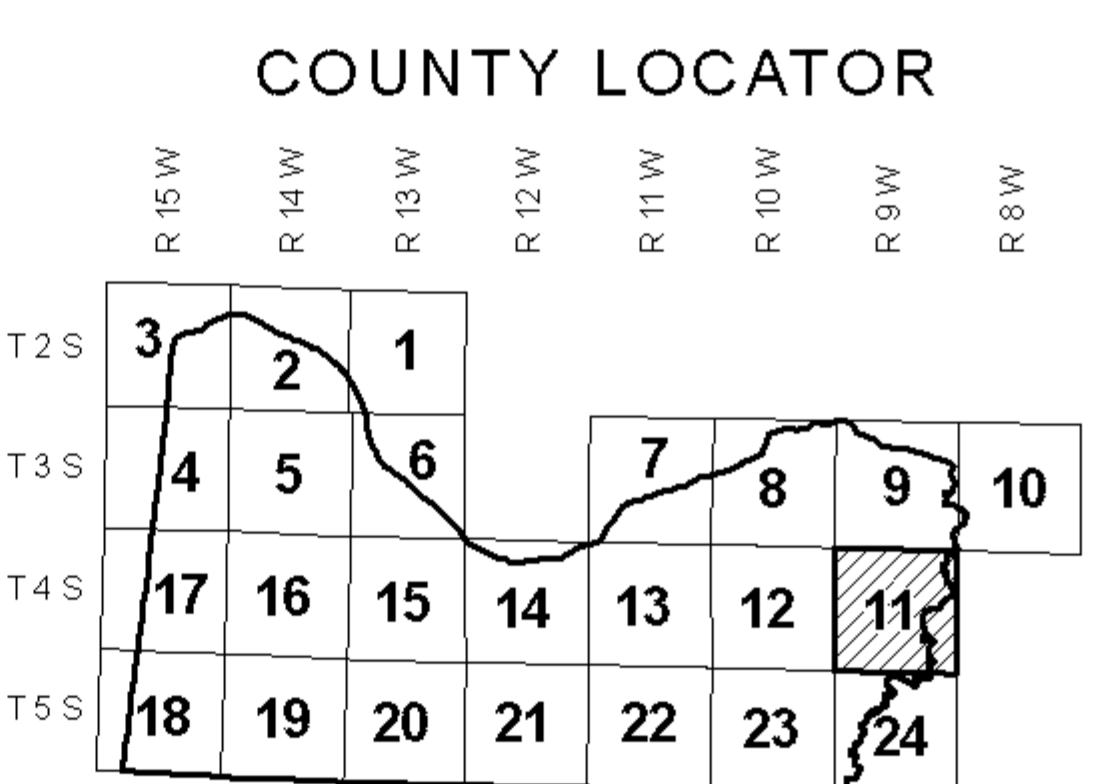 COUNTY LOCATOR
R 15 W R 14 W R 13 W R 12 W R 11 W R 10 W R 9 W R 8 W
T 2 S 3 2 1
T 3 S 4 5 6 7 8 9 10
T 4 S 17 16 15 14 13 12 11
T 5 S 18 19 20 21 22 23 24